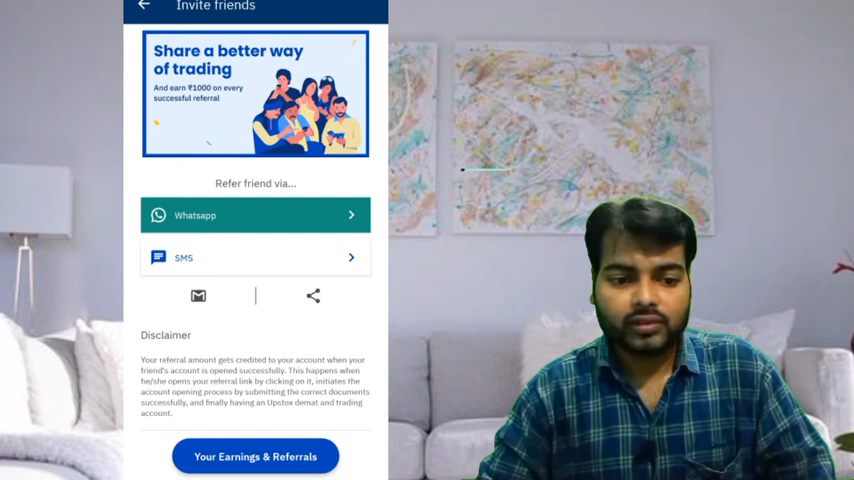 Invite friends
Share a better way
of trading
And earn ₹1000 on every
successful referral
Refer friend via...
Whatsapp
SMS
Disclaimer
Your referral amount gets credited to your account when your
friend's account is opened successfully. This happens when
he/she opens your referral link by clicking on it, initiates the
account opening process by submitting the correct documents
successfully, and finally having an Upstox demat and trading
account.
Your Earnings & Referrals